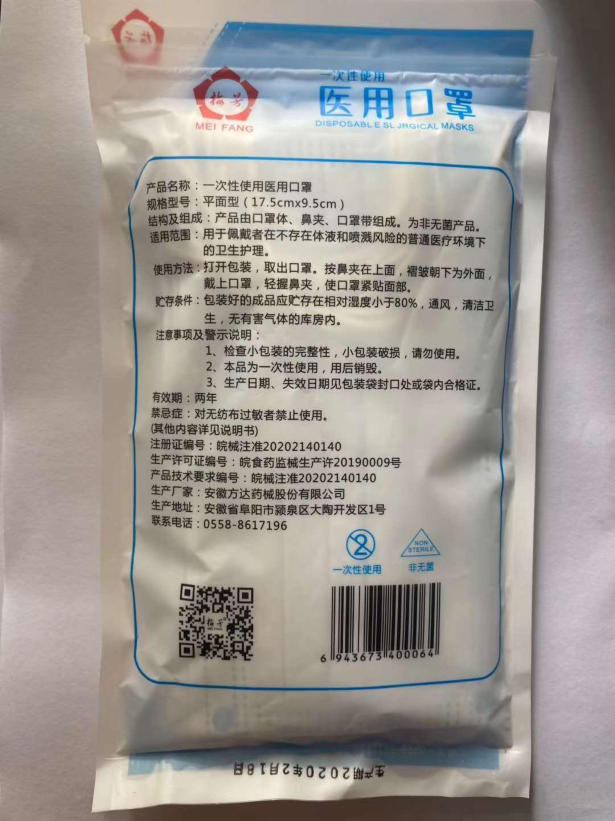 梅芳
梅芳
MEI FANG
一次性使用
医用口罩
DISPOSABLE SURGICAL MASKS
产品名称：一次性使用医用口罩
规格型号：平面型（17.5cmx9.5cm）
结构及组成：产品由口罩体、鼻夹、口罩带组成。为非无菌产品。
适用范围：用于佩戴者在不存在体液和喷溅风险的普通医疗环境下
的卫生护理。
使用方法：打开包装，取出口罩。按鼻夹在上面，褶皱朝下为外面，
戴上口罩，轻握鼻夹，使口罩紧贴面部。
贮存条件：包装好的成品应贮存在相对湿度小于80%，通风，清洁卫
生，无有害气体的库房内。
注意事项及警示说明：
1、检查小包装的完整性，小包装破损，请勿使用。
2、本品为一次性使用，用后销毁。
3、生产日期、失效日期见包装袋封口处或袋内合格证。
有效期：两年
禁忌症：对无纺布过敏者禁止使用。
(其他内容详见说明书)
注册证编号：皖械注准20202140140
生产许可证编号：皖食药监械生产许20190009号
产品技术要求编号：皖械注准20202140140
生产厂家：安徽方达药械股份有限公司
生产地址：安徽省阜阳市颍泉区大陶开发区1号
联系电话：0558-8617196
2
NON
STERILE
一次性使用
非无菌
梅芳
6 943673 400064
生产期2020年2月18日